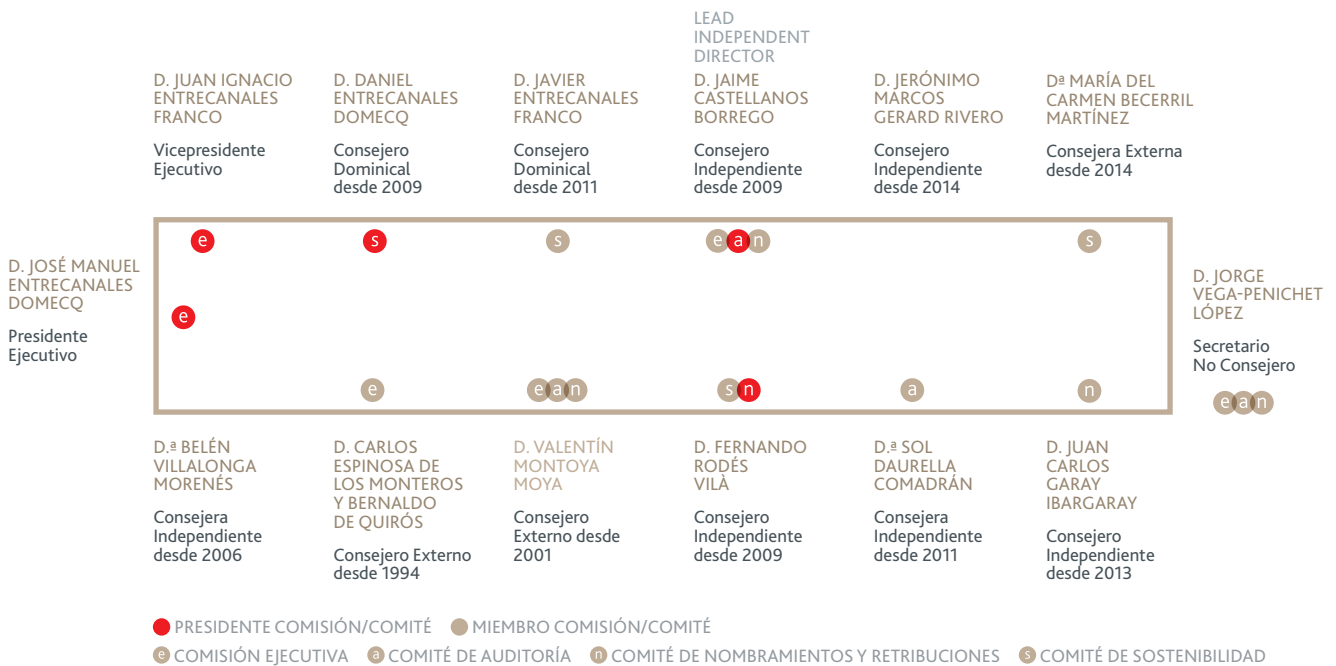 LEAD
INDEPENDENT
DIRECTOR
D. JUAN IGNACIO
ENTRECANALES
FRANCO
Vicepresidente
Ejecutivo
D. DANIEL
ENTRECANALES
DOMECQ
Consejero
Dominical
desde 2009
D. JAVIER
ENTRECANALES
FRANCO
Consejero
Dominical
desde 2011
D. JAIME
CASTELLANOS
BORREGO
Consejero
Independiente
desde 2009
D. JERÓNIMO
MARCOS
GERARD RIVERO
Consejero
Independiente
desde 2014
Dª MARÍA DEL
CARMEN BECERRIL
MARTÍNEZ
Consejera Externa
desde 2014
e
s
s
e a n
s
D. JOSÉ MANUEL
ENTRECANALES
DOMECQ
Presidente
Ejecutivo
e
D. JORGE
VEGA-PENICHET
LÓPEZ
Secretario
No Consejero
e a n
e
e a n
s n
a
n
D.ª BELÉN
VILLALONGA
MORENÉS
Consejera
Independiente
desde 2006
D. CARLOS
ESPINOSA DE
LOS MONTEROS
Y BERNALDO
DE QUIRÓS
Consejero Externo
desde 1994
D. VALENTÍN
MONTOYA
MOYA
Consejero
Externo desde
2001
D. FERNANDO
RODÉS
VILÀ
Consejero
Independiente
desde 2009
D.ª SOL
DAURELLA
COMADRÁN
Consejera
Independiente
desde 2011
D. JUAN
CARLOS
GARAY
IBARGARAY
Consejero
Independiente
desde 2013
PRESIDENTE COMISIÓN/COMITÉ MIEMBRO COMISIÓN/COMITÉ
e COMISIÓN EJECUTIVA a COMITÉ DE AUDITORÍA n COMITÉ DE NOMBRAMIENTOS Y RETRIBUCIONES s COMITÉ DE SOSTENIBILIDAD